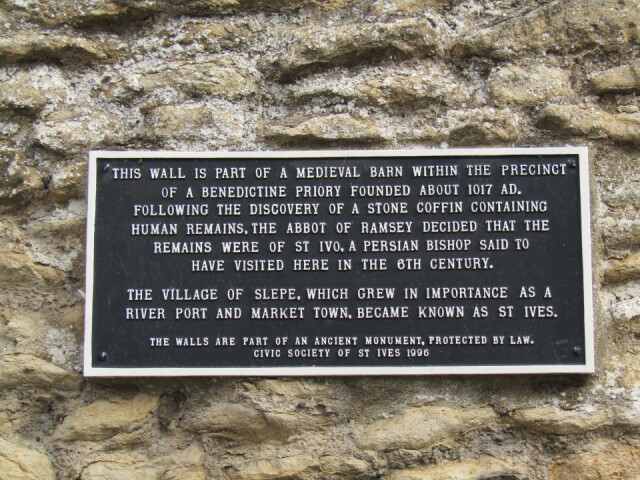 THIS WALL IS PART OF A MEDIEVAL BARN WITHIN THE PRECINCT
OF A BENEDICTINE PRIORY FOUNDED ABOUT 1017 AD.
FOLLOWING THE DISCOVERY OF A STONE COFFIN CONTAINING
HUMAN REMAINS, THE ABBOT OF RAMSEY DECIDED THAT THE
REMAINS WERE OF ST IVO, A PERSIAN BISHOP SAID TO
HAVE VISITED HERE IN THE 6TH CENTURY.
THE VILLAGE OF SLEPE, WHICH GREW IN IMPORTANCE AS A
RIVER PORT AND MARKET TOWN, BECAME KNOWN AS ST IVES.
THE WALLS ARE PART OF AN ANCIENT MONUMENT, PROTECTED BY LAW.
CIVIC SOCIETY OF ST IVES 1996